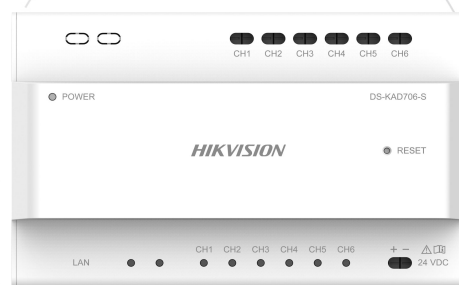 CH1 CH2 CH3 CH4 CH5 CH6
POWER DS-KAD706-S
HIKVISION RESET
CH1 CH2 CH3 CH4 CH5 CH6 + −
LAN 24 VDC